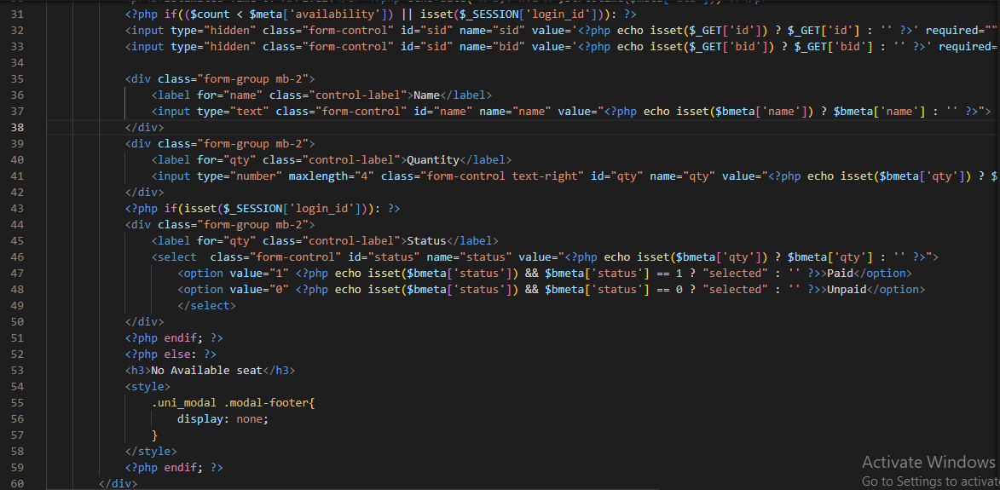 31 <?php if(($count < $meta['availability']) || isset($_SESSION['login_id'])): ?>
32 <input type="hidden" class="form-control" id="sid" name="sid" value='<?php echo isset($_GET['id']) ? $_GET['id'] : '' ?>' required=""
33 <input type="hidden" class="form-control" id="sid" name="bid" value='<?php echo isset($_GET['bid']) ? $_GET['bid'] : '' ?>' required=
34
35 <div class="form-group mb-2">
36 <label for="name" class="control-label">Name</label>
37 <input type="text" class="form-control" id="name" name="name" value="<?php echo isset($bmeta['name']) ? $bmeta['name'] : '' ?>">
38 </div>
39 <div class="form-group mb-2">
40 <label for="qty" class="control-label">Quantity</label>
41 <input type="number" maxlength="4" class="form-control text-right" id="qty" name="qty" value="<?php echo isset($bmeta['qty']) ? $
42 </div>
43 <?php if(isset($_SESSION['login_id'])): ?>
44 <div class="form-group mb-2">
45 <label for="qty" class="control-label">Status</label>
46 <select  class="form-control" id="status" name="status" value="<?php echo isset($bmeta['qty']) ? $bmeta['qty'] : '' ?>">
47 <option value="1" <?php echo isset($bmeta['status']) && $bmeta['status'] == 1 ? "selected" : '' ?>>Paid</option>
48 <option value="0" <?php echo isset($bmeta['status']) && $bmeta['status'] == 0 ? "selected" : '' ?>>Unpaid</option>
49 </select>
50 </div>
51 <?php endif; ?>
52 <?php else: ?>
53 <h3>No Available seat</h3>
54 <style>
55 .uni_modal .modal-footer{
56 display: none;
57 }
58 </style>
59 <?php endif; ?>
60 </div>
Activate Windows
Go to Settings to activat